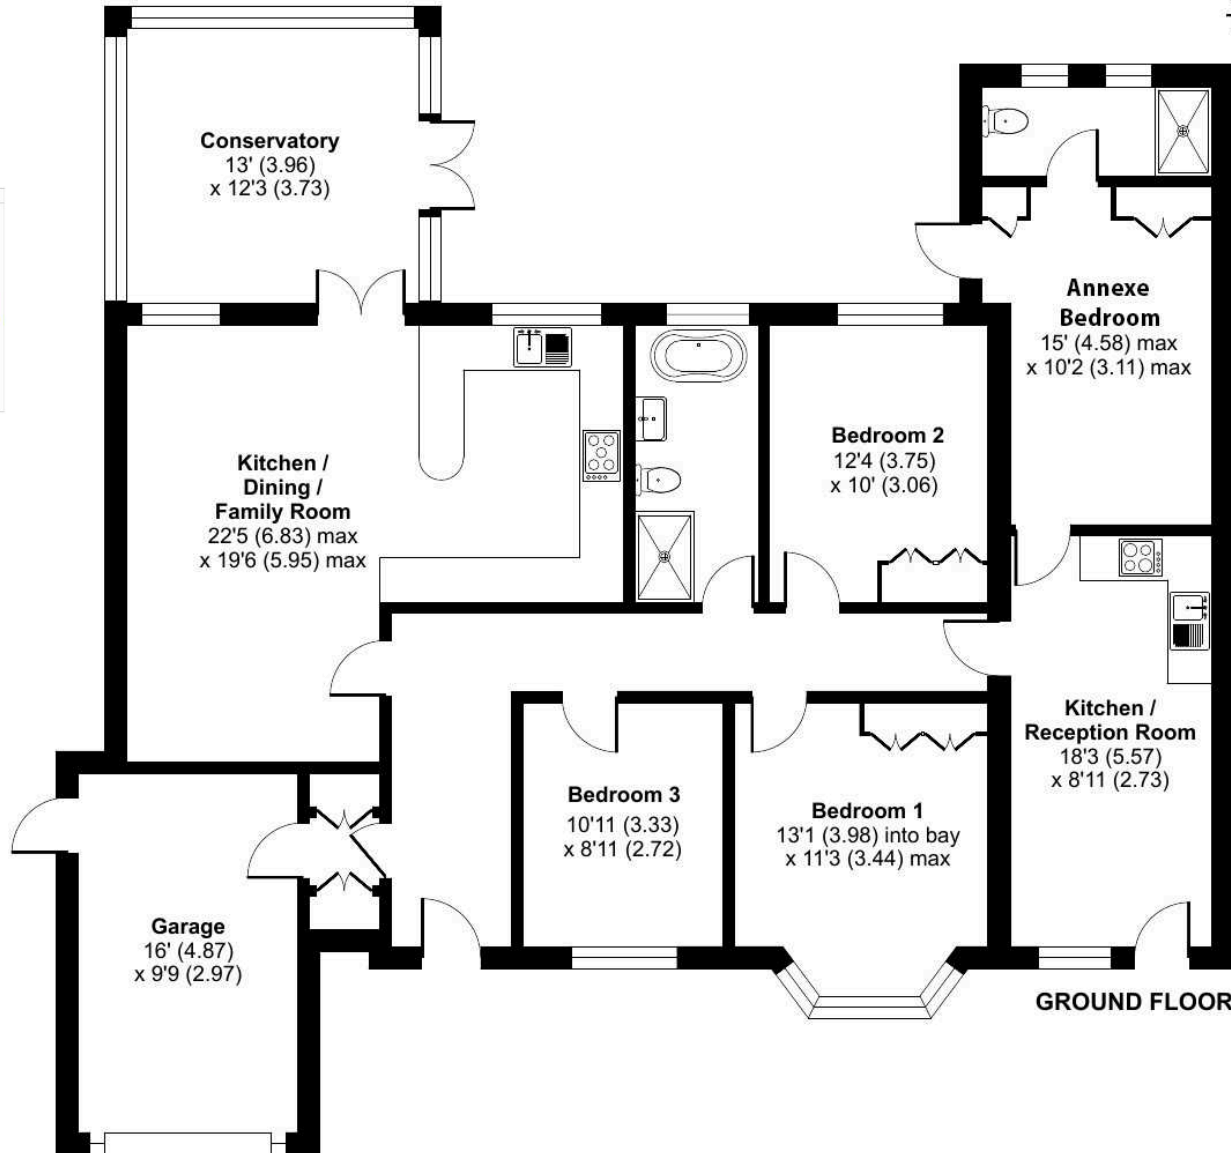 Conservatory
13' (3.96)
x 12'3 (3.73)
Annexe
Bedroom
15' (4.58) max
x 10'2 (3.11) max
Kitchen /
Dining /
Family Room
22'5 (6.83) max
x 19'6 (5.95) max
Bedroom 2
12'4 (3.75)
x 10' (3.06)
Kitchen /
Reception Room
18'3 (5.57)
x 8'11 (2.73)
Bedroom 3
10'11 (3.33)
x 8'11 (2.72)
Bedroom 1
13'1 (3.98) into bay
x 11'3 (3.44) max
Garage
16' (4.87)
x 9'9 (2.97)
GROUND FLOOR